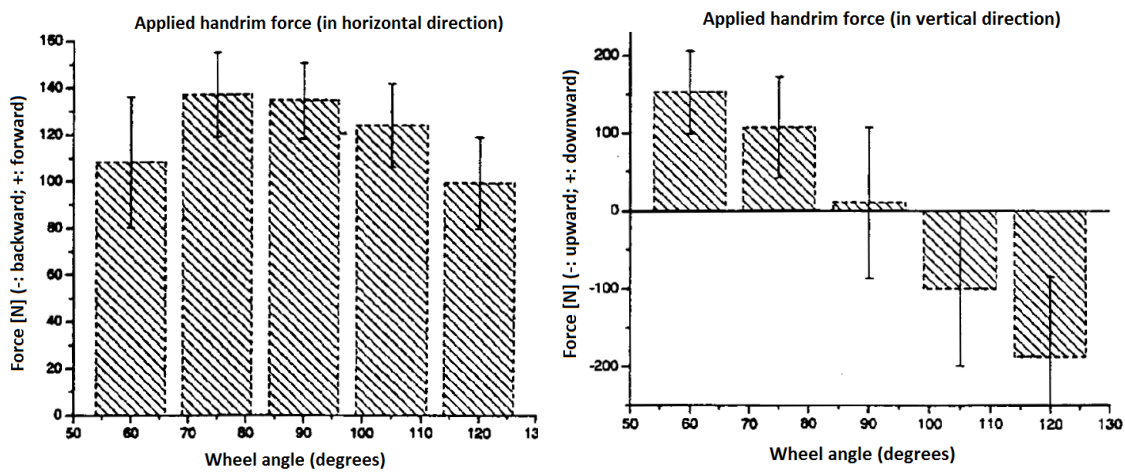 Applied handrim force (in horizontal direction)
Force [N] (-: backward; +: forward)
160
140
120
100
80
60
40
20
0
50 60 70 80 90 100 110 120 13
Wheel angle (degrees)
Applied handrim force (in vertical direction)
Force [N] (-: upward; +: downward)
200
100
0
-100
-200
50 60 70 80 90 100 110 120 130
Wheel angle (degrees)